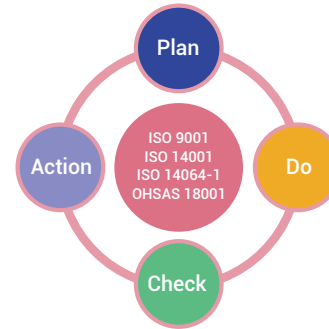 Plan
Action
ISO 9001
ISO 14001
ISO 14064-1
OHSAS 18001
Do
Check